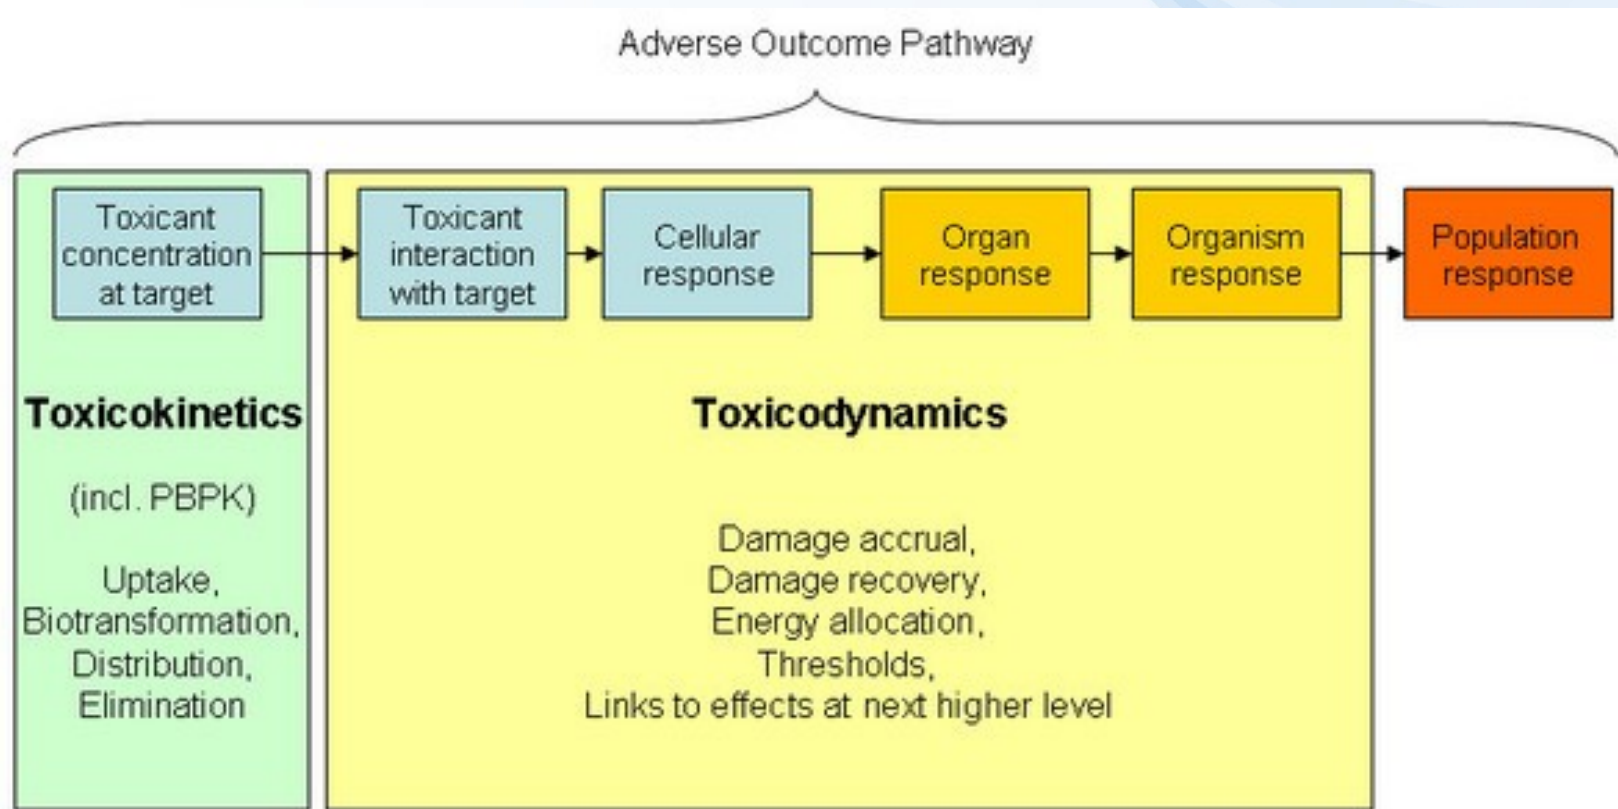 Adverse Outcome Pathway
Toxicant
concentration
at target
Toxicant
interaction
with target
Cellular
response
Organ
response
Organism
response
Population
response
Toxicokinetics
(incl. PBPK)
Uptake,
Biotransformation,
Distribution,
Elimination
Toxicodynamics
Damage accrual,
Damage recovery,
Energy allocation,
Thresholds,
Links to effects at next higher level